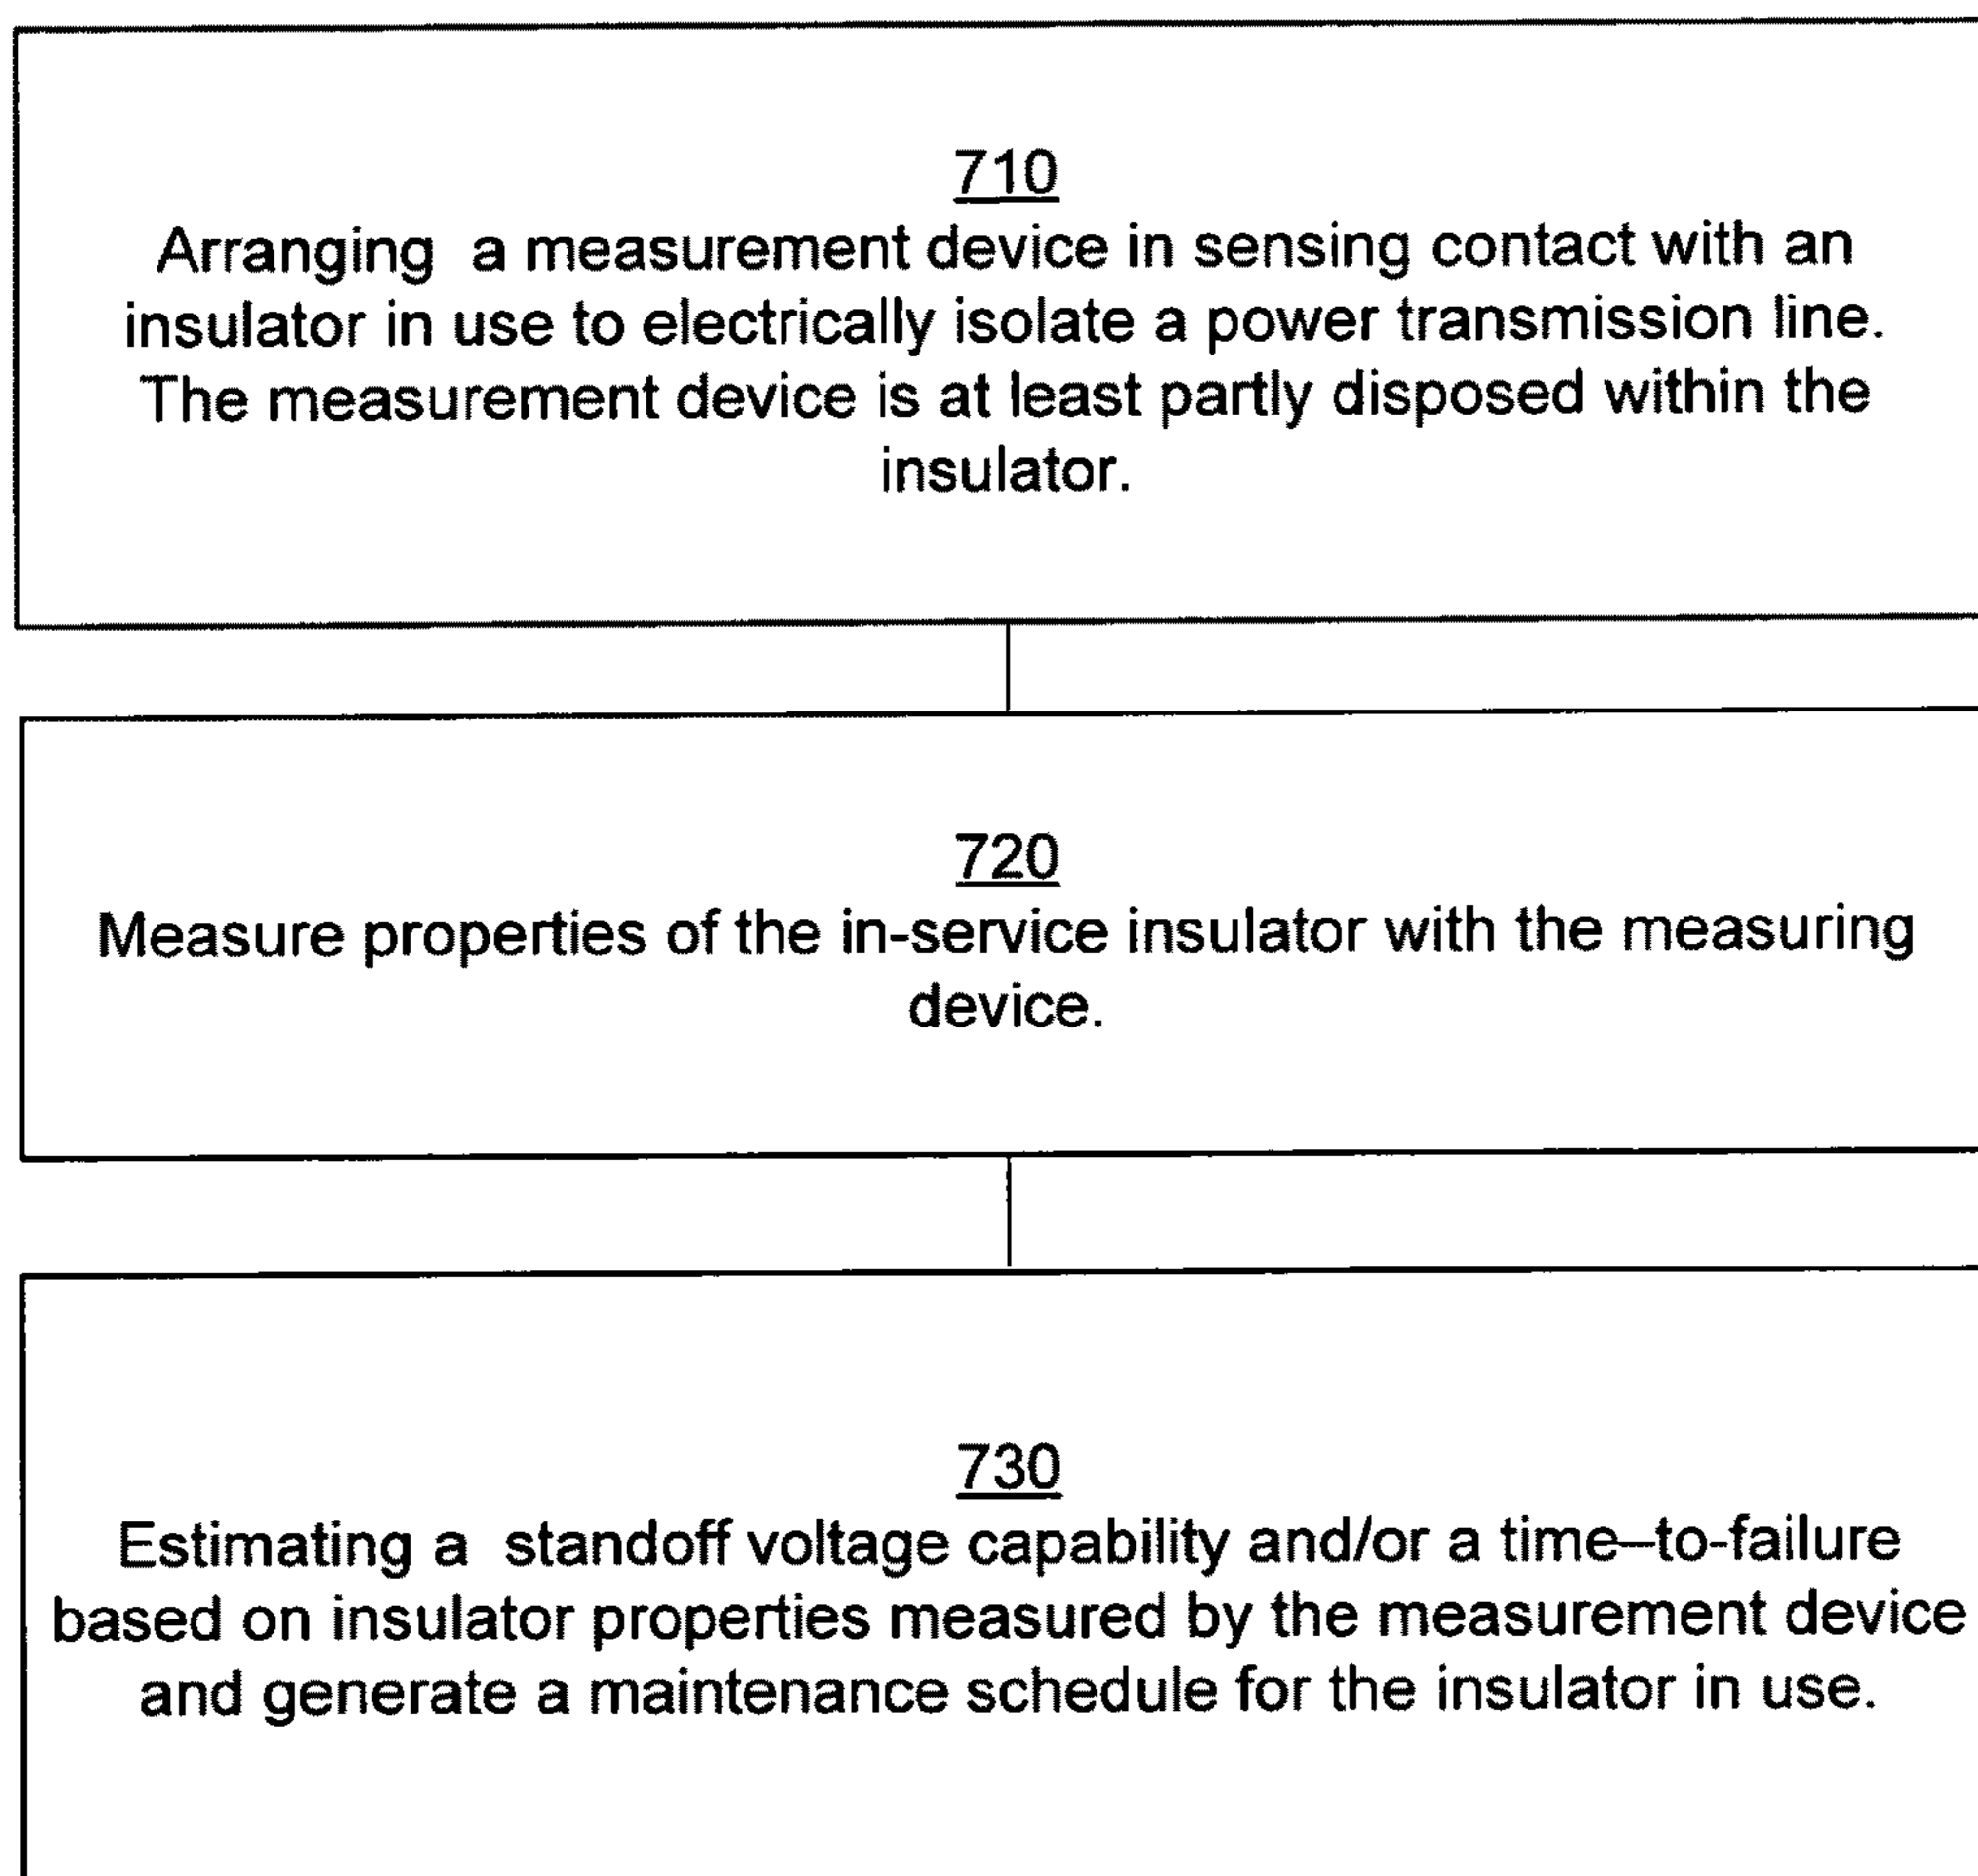 710
Arranging a measurement device in sensing contact with an
insulator in use to electrically isolate a power transmission line.
The measurement device is at least partly disposed within the
insulator.
720
Measure properties of the in-service insulator with the measuring
device.
730
Estimating a standoff voltage capability and/or a time–to-failure
based on insulator properties measured by the measurement device
and generate a maintenance schedule for the insulator in use.